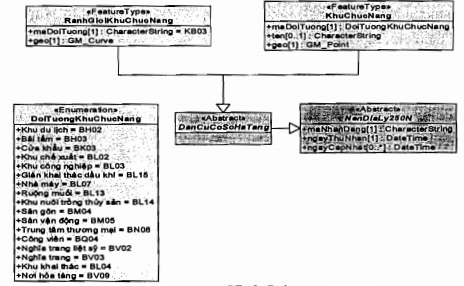 «FeatureType»
RanhGioiKhuChucNang
+maDoiTuong[1] : CharacterString = KB03
+geo[1] : GM_Curve
«FeatureType»
KhuChucNang
+maDoiTuong[1] : DoiTuongKhuChucNang
+ten[0..1] : CharacterString
+geo[1] : GM_Point
«Enumeration»
DoiTuongKhuChucNang
+Khu du lịch = BH02
+Bãi tắm = BH03
+Cửa khẩu = BK03
+Khu chế xuất = BL02
+Khu công nghiệp = BL03
+Giàn khai thác dầu khí = BL15
+Nhà máy = BL07
+Ruộng muối = BL13
+Khu nuôi trồng thủy sản = BL14
+Sân gôn = BM04
+Sân vận động = BM05
+Trung tâm thương mại = BN08
+Công viên = BQ04
+Nghĩa trang liệt sỹ = BV02
+Nghĩa trang = BV03
+Khu khai thác = BL04
+Nơi hỏa táng = BV09
«Abstract»
DanCuCoSoHaTang
«Abstract»
NenDiaLy250N
+maNhanDang[1] : CharacterString
+ngayThuNhan[1] : DateTime
+ngayCapNhat[0..*] : DateTime